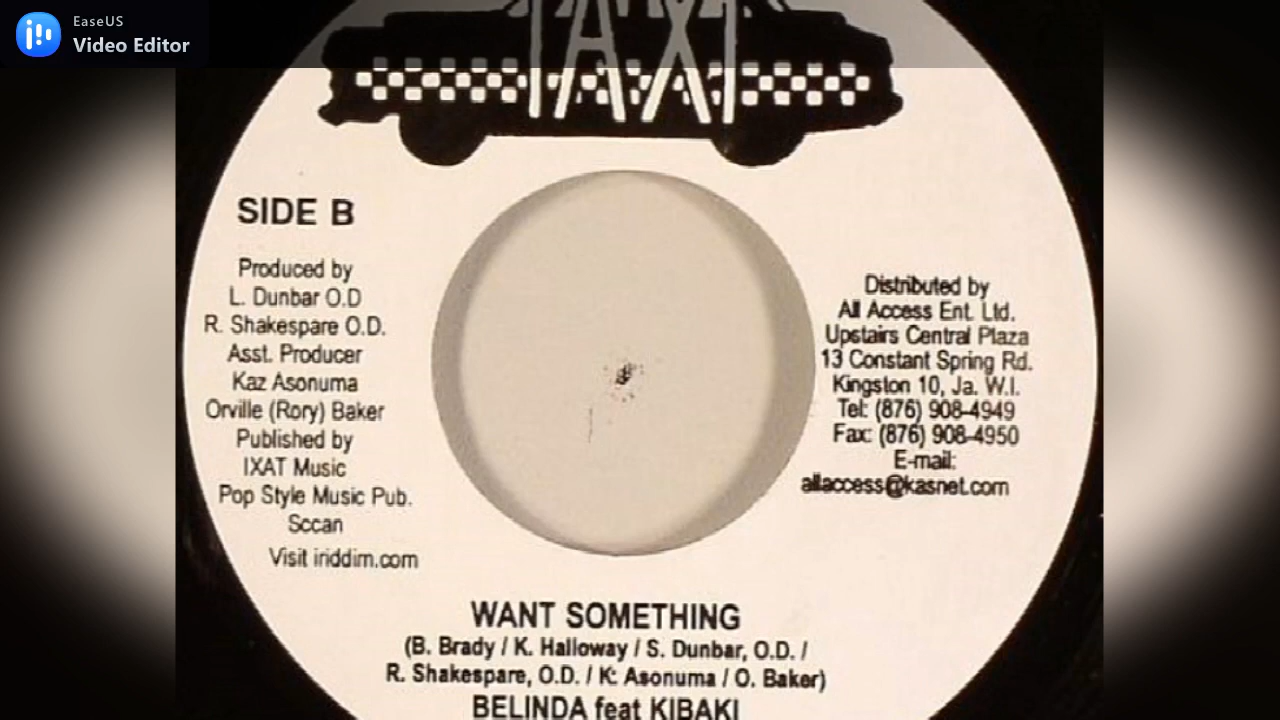 EaseUS
Video Editor
TAXI
SIDE B
Produced by
L. Dunbar O.D
R. Shakespare O.D.
Asst. Producer
Kaz Asonuma
Orville (Rory) Baker
Published by
IXAT Music
Pop Style Music Pub.
Sccan
Visit iriddim.com
Distributed by
All Access Ent. Ltd.
Upstairs Central Plaza
13 Constant Spring Rd.
Kingston 10, Ja. W.I.
Tel: (876) 908-4949
Fax: (876) 908-4950
E-mail:
allaccess@kasnet.com
WANT SOMETHING
(B. Brady / K. Halloway / S. Dunbar, O.D. /
R. Shakespare, O.D. / K. Asonuma / O. Baker)
BELINDA feat KIBAKI